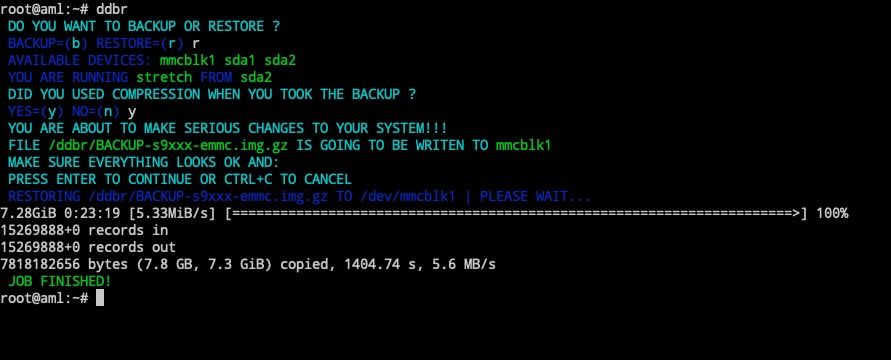 root@aml:~# ddbr
DO YOU WANT TO BACKUP OR RESTORE ?
BACKUP=(b) RESTORE=(r) r
AVAILABLE DEVICES: mmcblk1 sda1 sda2
YOU ARE RUNNING stretch FROM sda2
DID YOU USED COMPRESSION WHEN YOU TOOK THE BACKUP ?
YES=(y) NO=(n) y
YOU ARE ABOUT TO MAKE SERIOUS CHANGES TO YOUR SYSTEM!!!
FILE /ddbr/BACKUP-s9xxx-emmc.img.gz IS GOING TO BE WRITEN TO mmcblk1
MAKE SURE EVERYTHING LOOKS OK AND:
PRESS ENTER TO CONTINUE OR CTRL+C TO CANCEL
RESTORING /ddbr/BACKUP-s9xxx-emmc.img.gz TO /dev/mmcblk1 | PLEASE WAIT...
7.28GiB 0:23:19 [5.33MiB/s] [======================================================================>] 100%
15269888+0 records in
15269888+0 records out
7818182656 bytes (7.8 GB, 7.3 GiB) copied, 1404.74 s, 5.6 MB/s
JOB FINISHED!
root@aml:~#